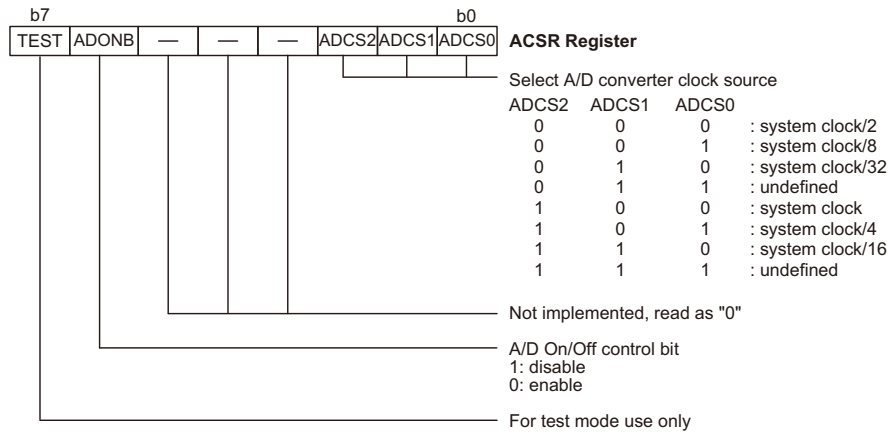 b7 b0
TEST ADONB — — — ADCS2 ADCS1 ADCS0 ACSR Register
Select A/D converter clock source
ADCS2 ADCS1 ADCS0
0 0 0 : system clock/2
0 0 1 : system clock/8
0 1 0 : system clock/32
0 1 1 : undefined
1 0 0 : system clock
1 0 1 : system clock/4
1 1 0 : system clock/16
1 1 1 : undefined
Not implemented, read as "0"
A/D On/Off control bit
1: disable
0: enable
For test mode use only